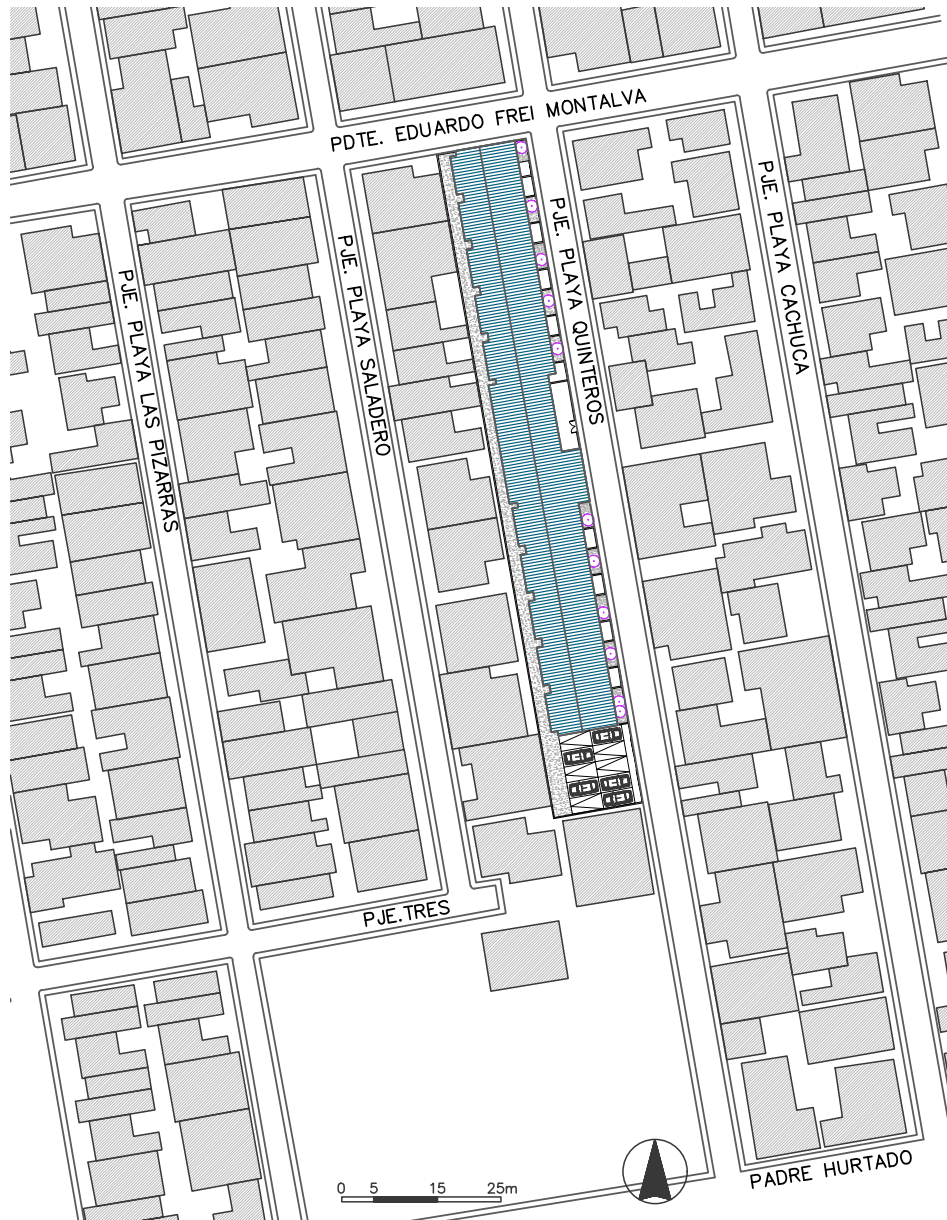 PDTE. EDUARDO FREI MONTALVA
PJE. PLAYA LAS PIZARRAS
PJE. PLAYA SALADERO
PJE. PLAYA QUINTEROS
PJE. PLAYA CACHUCA
PJE.TRES
PADRE HURTADO
0 5 15 25m